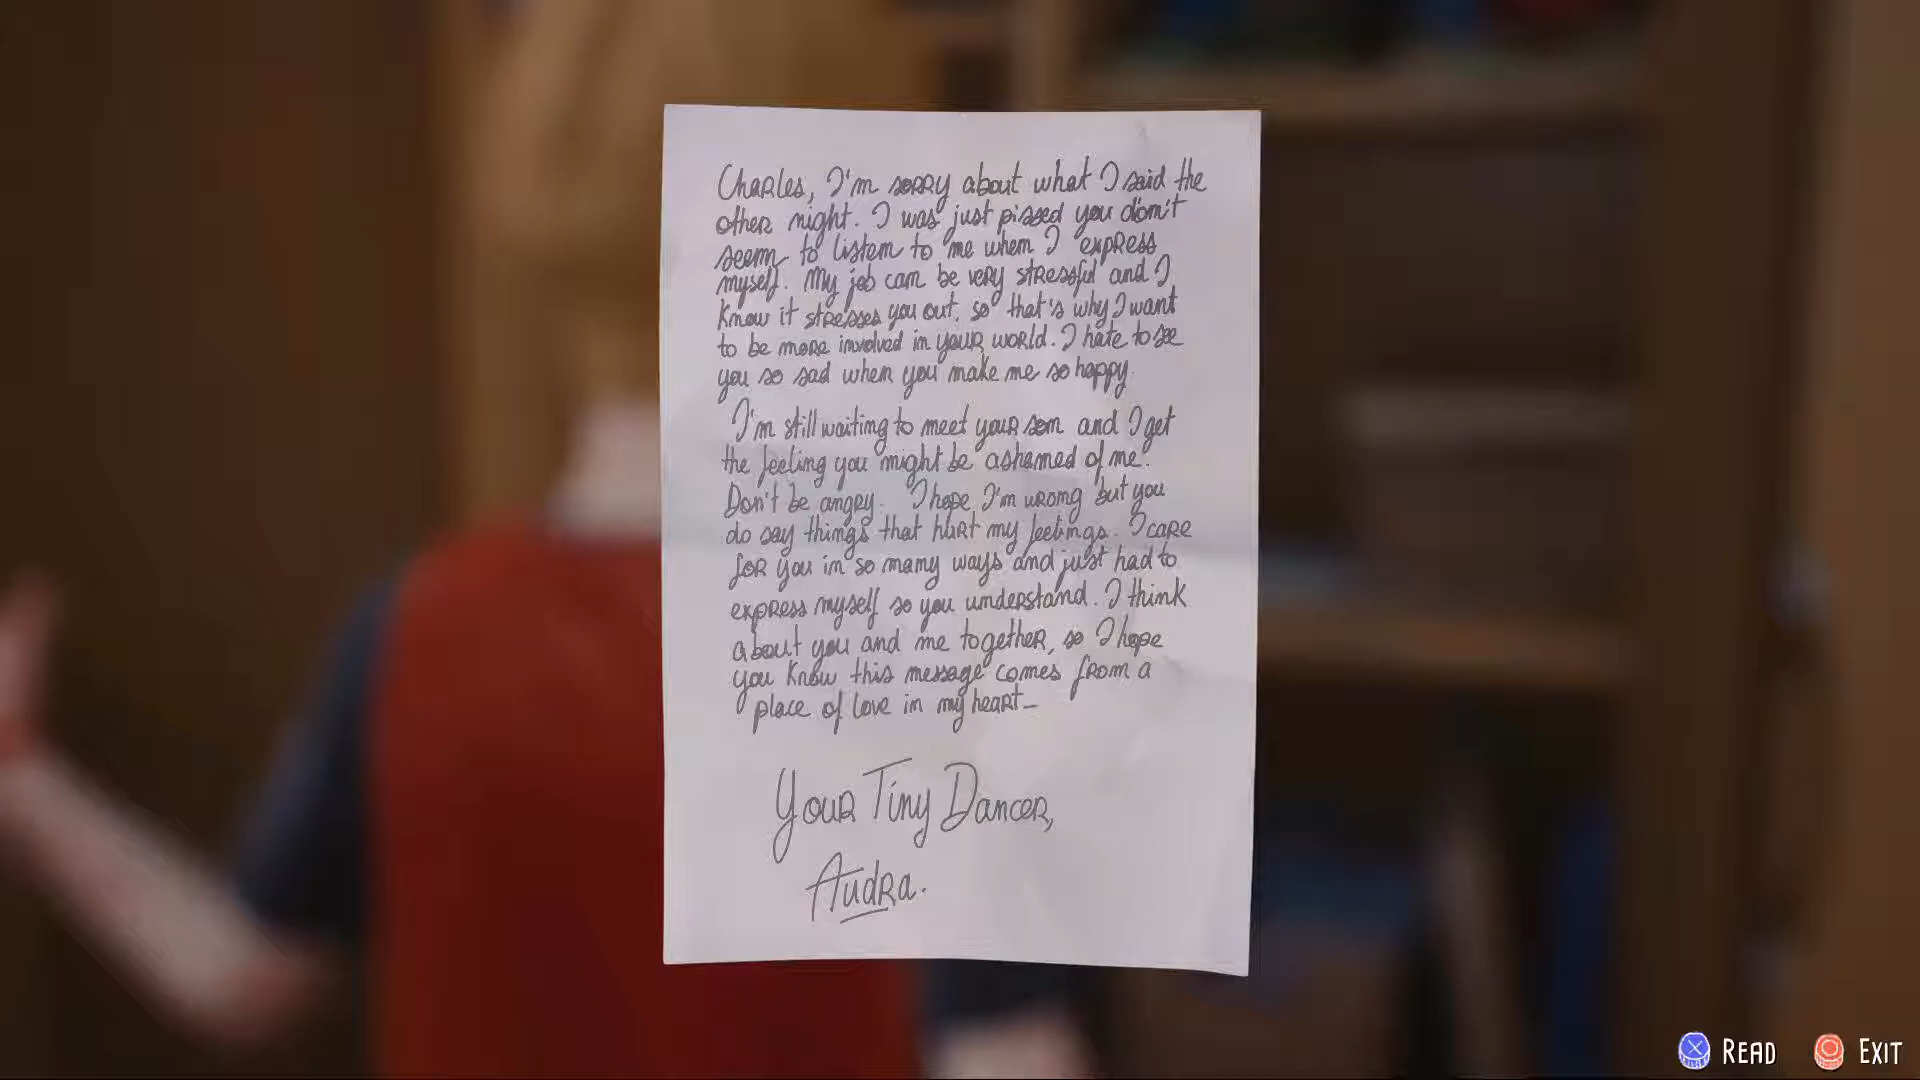 Charles, I'm sorry about what I said the
other night. I was just pissed you don't
seem to listen to me when I express
myself. My job can be very stressful and I
know it stresses you out, so that's why I want
to be more involved in your world. I hate to see
you so sad when you make me so happy.
I'm still waiting to meet your son and I get
the feeling you might be ashamed of me.
Don't be angry. I hope I'm wrong but you
do say things that hurt my feelings. I care
for you in so many ways and just had to
express myself so you understand. I think
about you and me together, so I hope
you know this message comes from a
place of love in my heart_
Your Tiny Dancer,
Audra.
READ EXIT